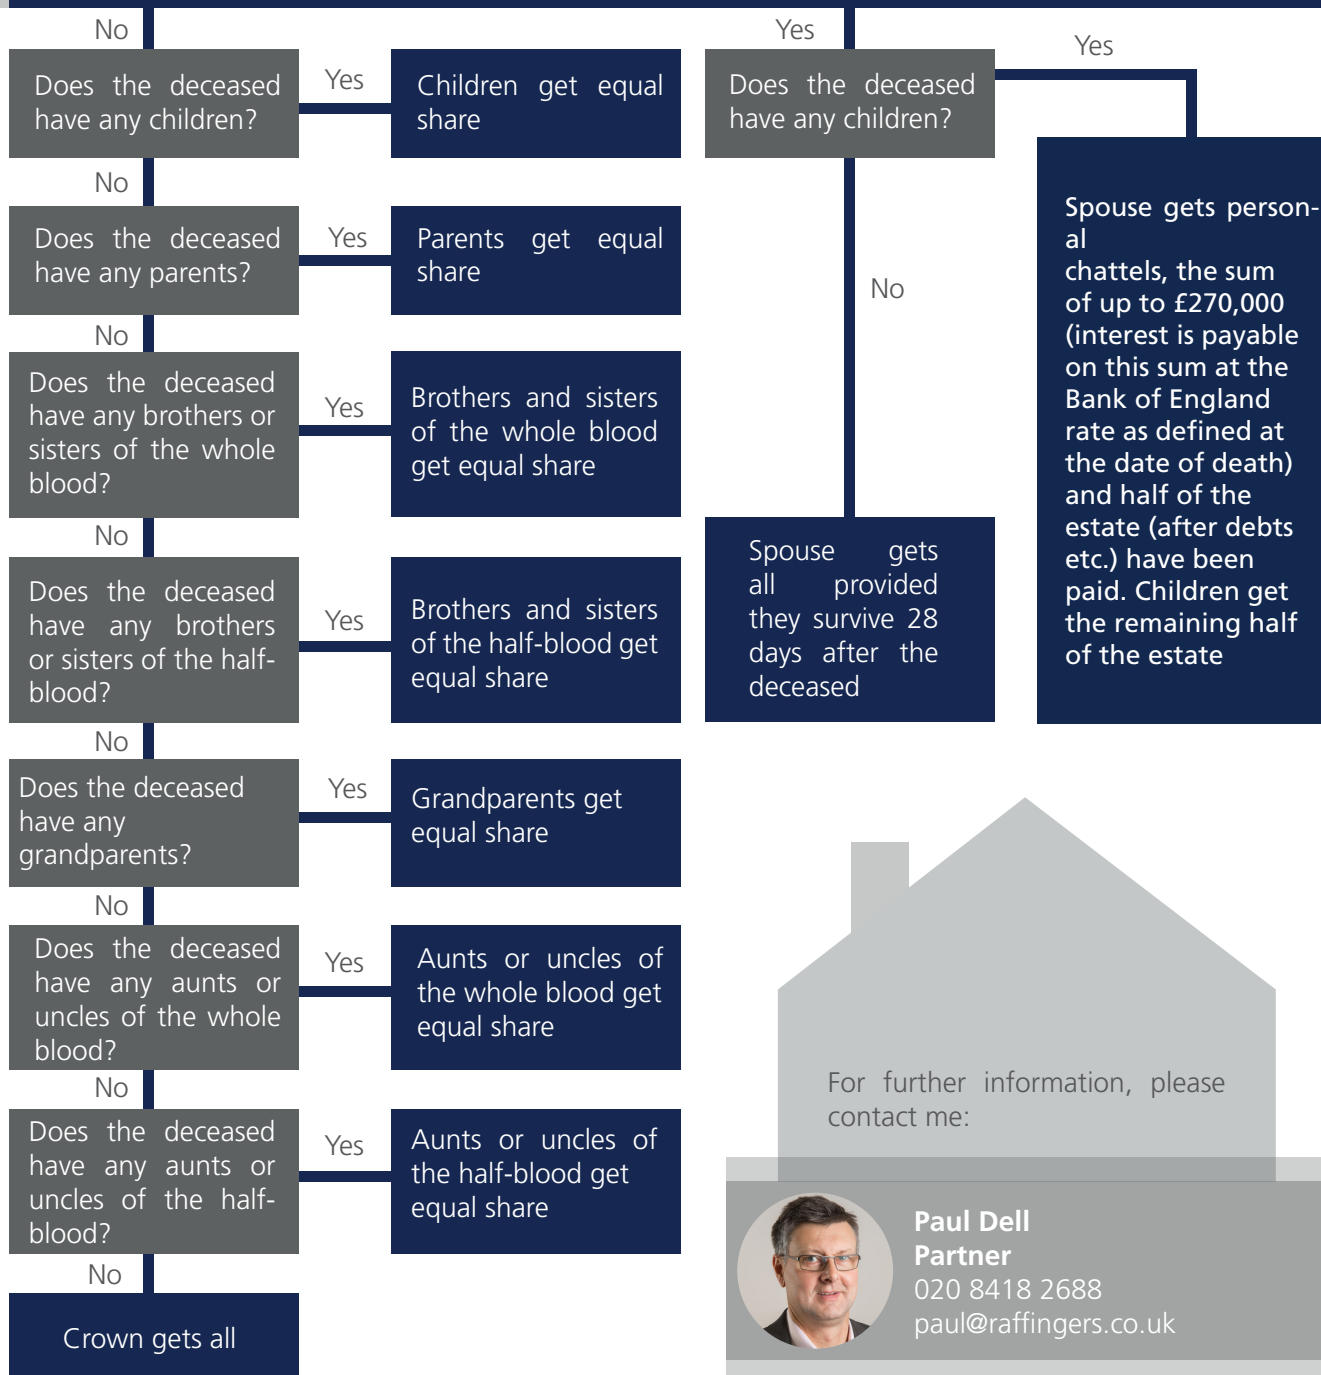 No
Does the deceased
have any children?
Yes
Children get equal
share
No
Does the deceased
have any parents?
Yes
Parents get equal
share
No
Does the deceased
have any brothers or
sisters of the whole
blood?
Yes
Brothers and sisters
of the whole blood
get equal share
No
Does the deceased
have any brothers
or sisters of the half-
blood?
Yes
Brothers and sisters
of the half-blood get
equal share
No
Does the deceased
have any
grandparents?
Yes
Grandparents get
equal share
No
Does the deceased
have any aunts or
uncles of the whole
blood?
Yes
Aunts or uncles of
the whole blood get
equal share
No
Does the deceased
have any aunts or
uncles of the half-
blood?
Yes
Aunts or uncles of
the half-blood get
equal share
No
Crown gets all
Yes
Does the deceased
have any children?
Yes
Spouse gets person-
al
chattels, the sum
of up to £270,000
(interest is payable
on this sum at the
Bank of England
rate as defined at
the date of death)
and half of the
estate (after debts
etc.) have been
paid. Children get
the remaining half
of the estate
No
Spouse gets
all provided
they survive 28
days after the
deceased
For further information, please
contact me:
Paul Dell
Partner
020 8418 2688
paul@raffingers.co.uk